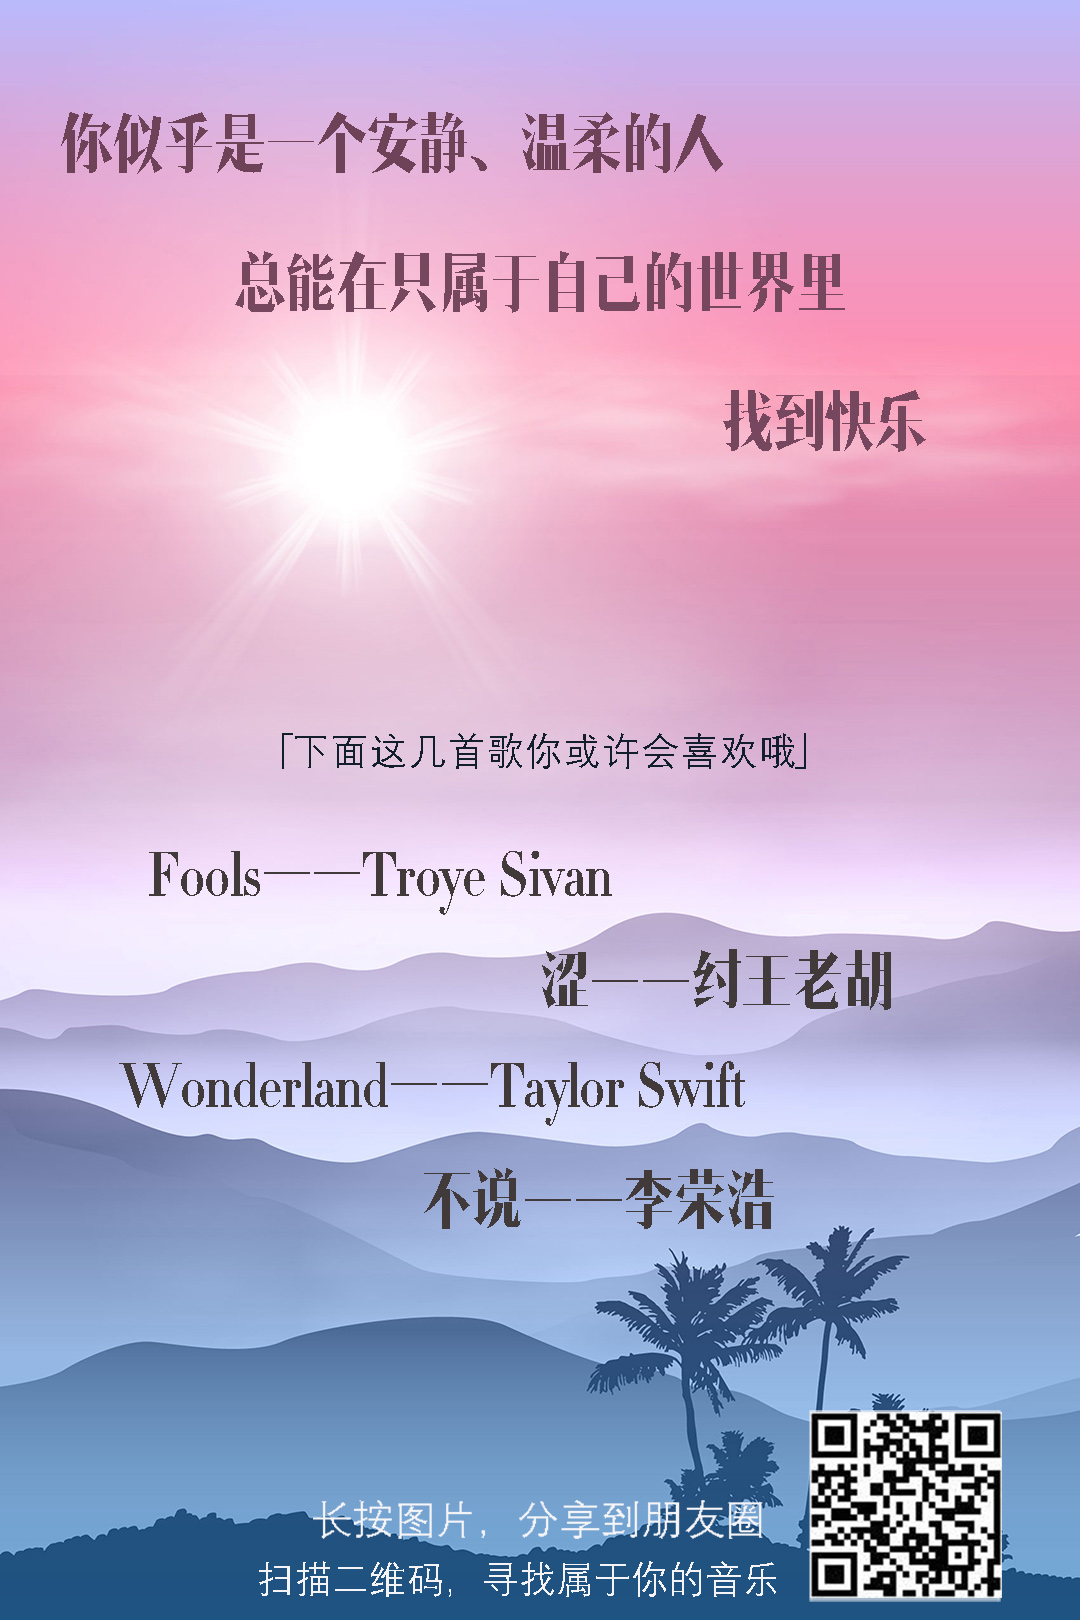 你似乎是一个安静、温柔的人
总能在只属于自己的世界里
找到快乐
「下面这几首歌你或许会喜欢哦」
Fools——Troye Sivan
涩——纣王老胡
Wonderland——Taylor Swift
不说——李荣浩
长按图片，分享到朋友圈
扫描二维码，寻找属于你的音乐